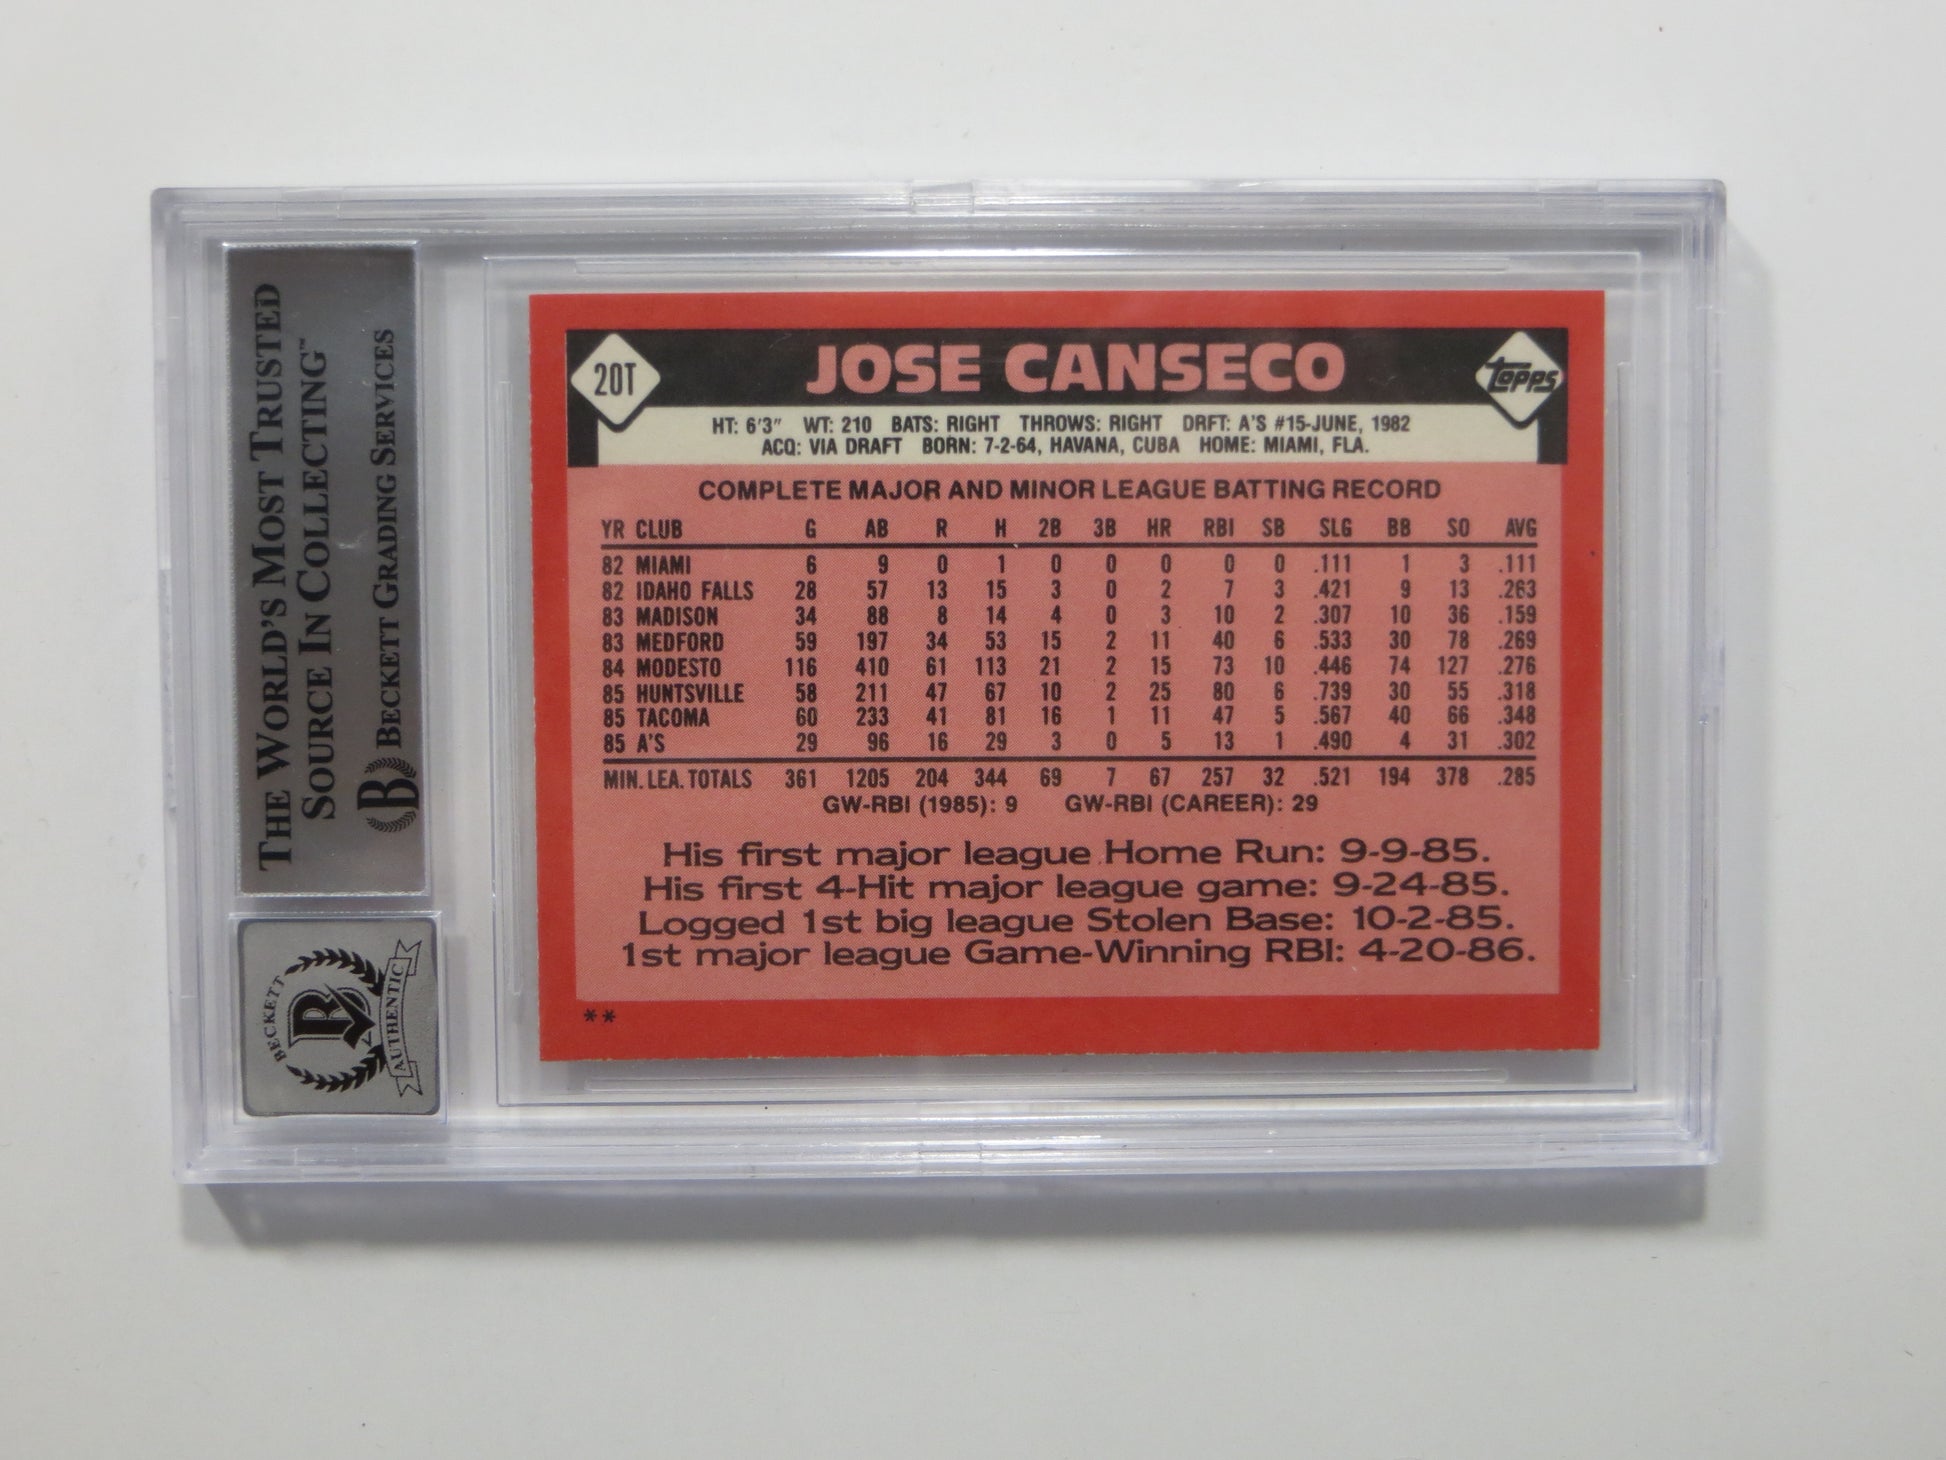 THE WORLD'S MOST TRUSTED
SOURCE IN COLLECTING™
B BECKETT GRADING SERVICES
BECKETT
B
AUTHENTIC
20T
JOSE CANSECO
topps
HT: 6'3" WT: 210 BATS: RIGHT THROWS: RIGHT DRFT: A'S #15-JUNE, 1982
ACQ: VIA DRAFT BORN: 7-2-64, HAVANA, CUBA HOME: MIAMI, FLA.
COMPLETE MAJOR AND MINOR LEAGUE BATTING RECORD
YR CLUB G AB R H 2B 3B HR RBI SB SLG BB SO AVG
82 MIAMI 6 9 0 1 0 0 0 0 0 .111 1 3 .111
82 IDAHO FALLS 28 57 13 15 3 0 2 7 3 .421 9 13 .263
83 MADISON 34 88 8 14 4 0 3 10 2 .307 10 36 .159
83 MEDFORD 59 197 34 53 15 2 11 40 6 .533 30 78 .269
84 MODESTO 116 410 61 113 21 2 15 73 10 .446 74 127 .276
85 HUNTSVILLE 58 211 47 67 10 2 25 80 6 .739 30 55 .318
85 TACOMA 60 233 41 81 16 1 11 47 5 .567 40 66 .348
85 A'S 29 96 16 29 3 0 5 13 1 .490 4 31 .302
MIN. LEA. TOTALS 361 1205 204 344 69 7 67 257 32 .521 194 378 .285
GW-RBI (1985): 9 GW-RBI (CAREER): 29
His first major league Home Run: 9-9-85.
His first 4-Hit major league game: 9-24-85.
Logged 1st big league Stolen Base: 10-2-85.
1st major league Game-Winning RBI: 4-20-86.
**